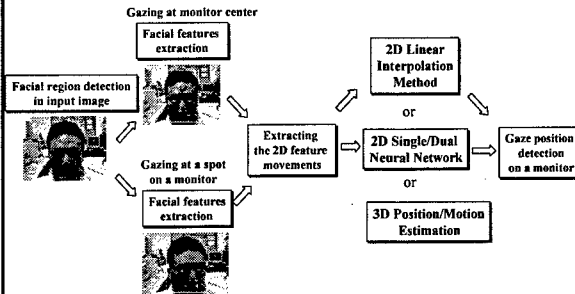 Gazing at monitor center
Facial features
extraction
Facial region detection
in input image
Gazing at a spot
on a monitor
Facial features
extraction
Extracting
the 2D feature
movements
2D Linear
Interpolation
Method
or
2D Single/Dual
Neural Network
or
3D Position/Motion
Estimation
Gaze position
detection
on a monitor